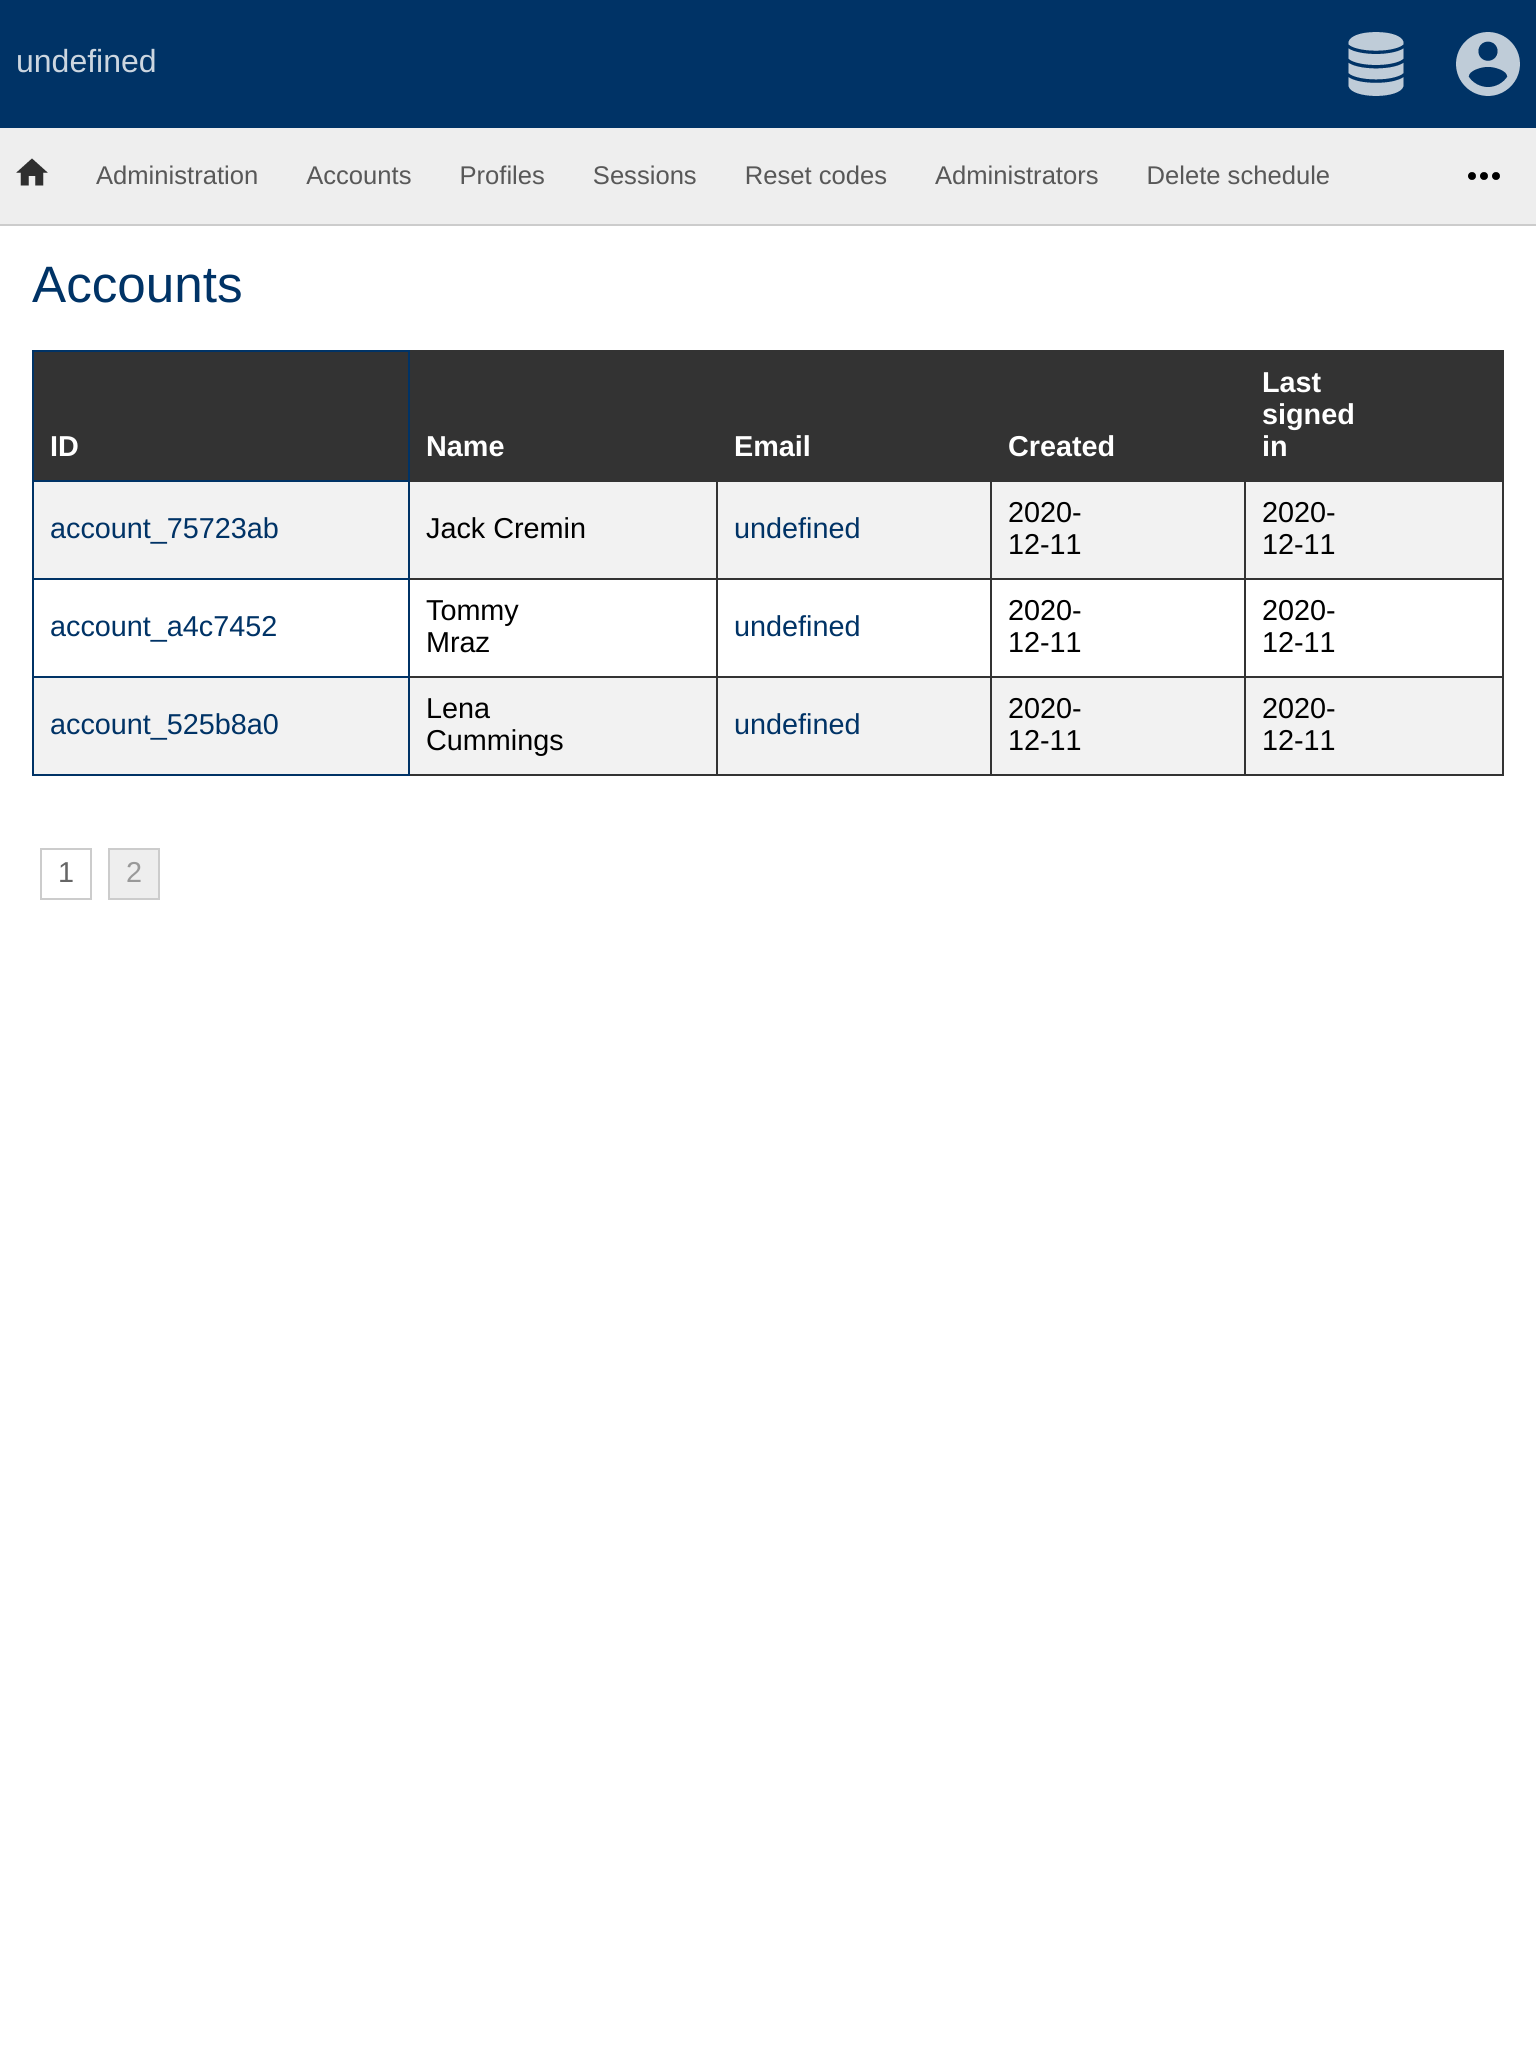 undefined
Administration Accounts Profiles Sessions Reset codes Administrators Delete schedule
Accounts
ID Name Email Created Last signed in
account_75723ab Jack Cremin undefined 2020-12-11 2020-12-11
account_a4c7452 Tommy Mraz undefined 2020-12-11 2020-12-11
account_525b8a0 Lena Cummings undefined 2020-12-11 2020-12-11
1 2